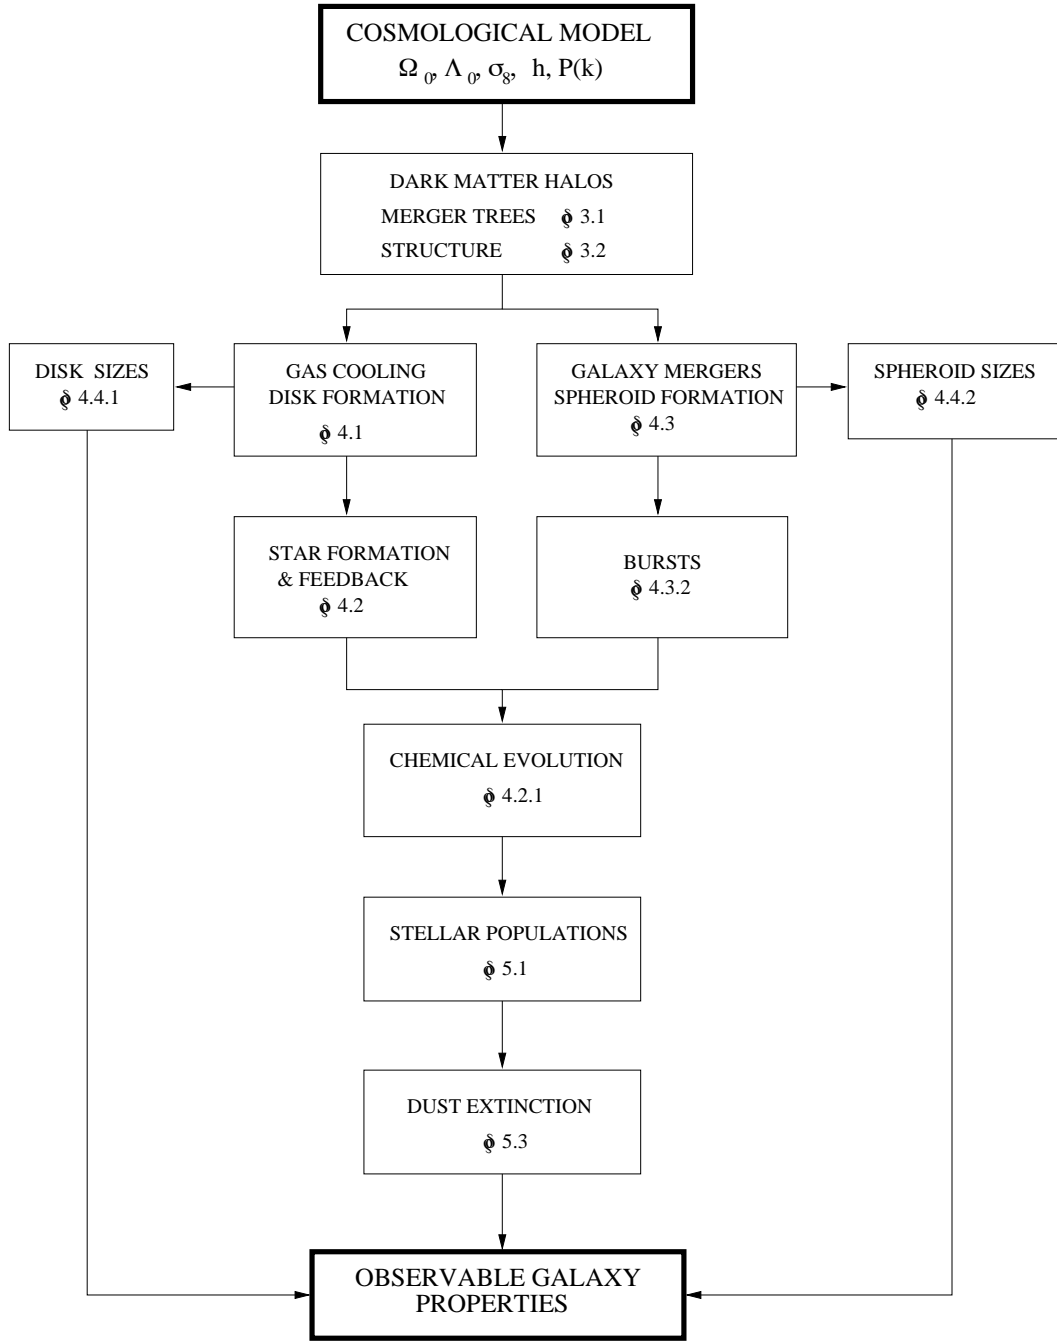 COSMOLOGICAL MODEL
Ω₀, Λ₀, σ₈, h, P(k)
DARK MATTER HALOS
MERGER TREES § 3.1
STRUCTURE § 3.2
DISK SIZES
§ 4.4.1
GAS COOLING
DISK FORMATION
§ 4.1
GALAXY MERGERS
SPHEROID FORMATION
§ 4.3
SPHEROID SIZES
§ 4.4.2
STAR FORMATION
& FEEDBACK
§ 4.2
BURSTS
§ 4.3.2
CHEMICAL EVOLUTION
§ 4.2.1
STELLAR POPULATIONS
§ 5.1
DUST EXTINCTION
§ 5.3
OBSERVABLE GALAXY
PROPERTIES